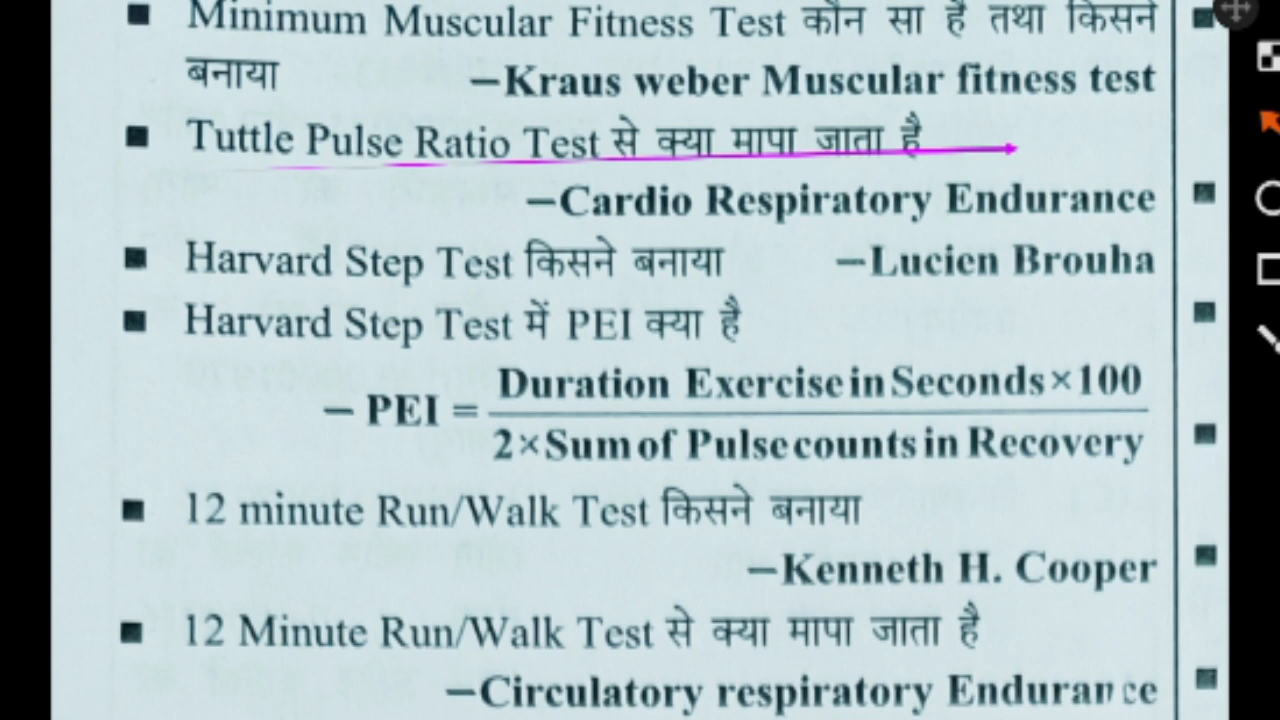 Minimum Muscular Fitness Test कौन सा है तथा किसने
बनाया –Kraus weber Muscular fitness test
Tuttle Pulse Ratio Test से क्या मापा जाता है
–Cardio Respiratory Endurance
Harvard Step Test किसने बनाया –Lucien Brouha
Harvard Step Test में PEI क्या है
– PEI = Duration Exercise in Seconds × 100
2 × Sum of Pulse counts in Recovery
12 minute Run/Walk Test किसने बनाया
–Kenneth H. Cooper
12 Minute Run/Walk Test से क्या मापा जाता है
–Circulatory respiratory Endurance